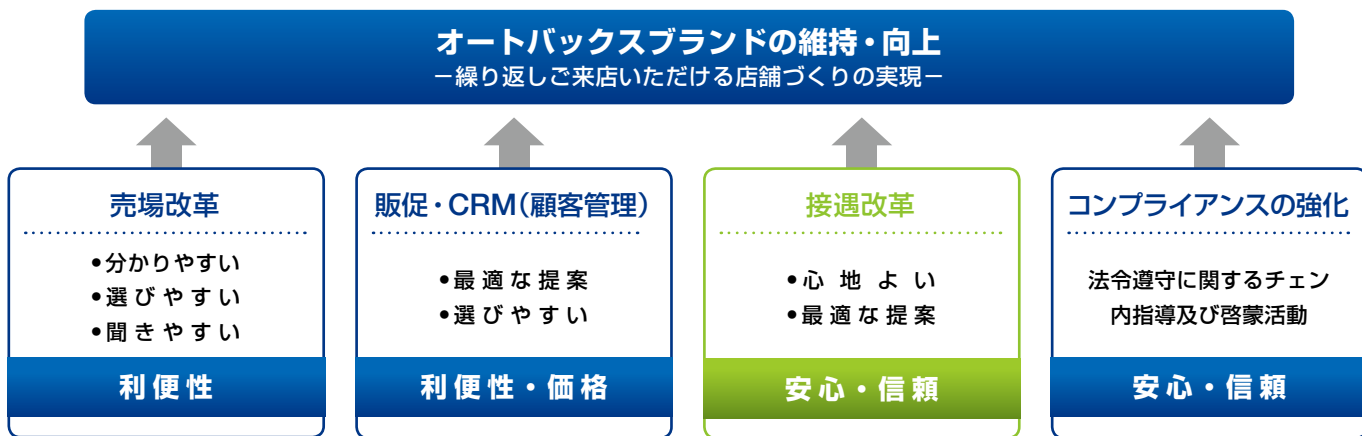 オートバックスブランドの維持・向上
－繰り返しご来店いただける店舗づくりの実現－
売場改革
•分かりやすい
•選びやすい
•聞きやすい
利便性
販促・CRM(顧客管理)
•最適な提案
•選びやすい
利便性・価格
接遇改革
•心地よい
•最適な提案
安心・信頼
コンプライアンスの強化
法令遵守に関するチェン
内指導及び啓蒙活動
安心・信頼